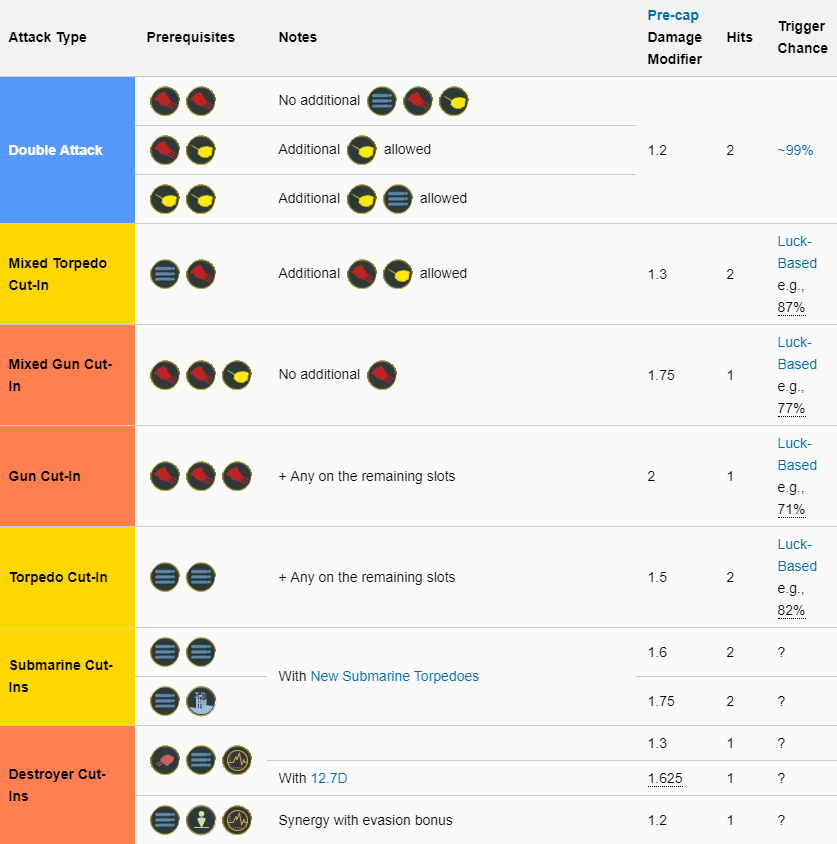 Attack Type Prerequisites Notes Pre-cap Damage Modifier Hits Trigger Chance
Double Attack
No additional
Additional allowed
Additional allowed
1.2 2 ~99%
Mixed Torpedo
Cut-In
Additional allowed
1.3 2
Luck-
Based
e.g.,
87%
Mixed Gun Cut-
In
No additional
1.75 1
Luck-
Based
e.g.,
77%
Gun Cut-In
+ Any on the remaining slots
2 1
Luck-
Based
e.g.,
71%
Torpedo Cut-In
+ Any on the remaining slots
1.5 2
Luck-
Based
e.g.,
82%
Submarine Cut-
Ins
With New Submarine Torpedoes
1.6 2 ?
1.75 2 ?
Destroyer Cut-
Ins
1.3 1 ?
With 12.7D 1.625 1 ?
Synergy with evasion bonus 1.2 1 ?